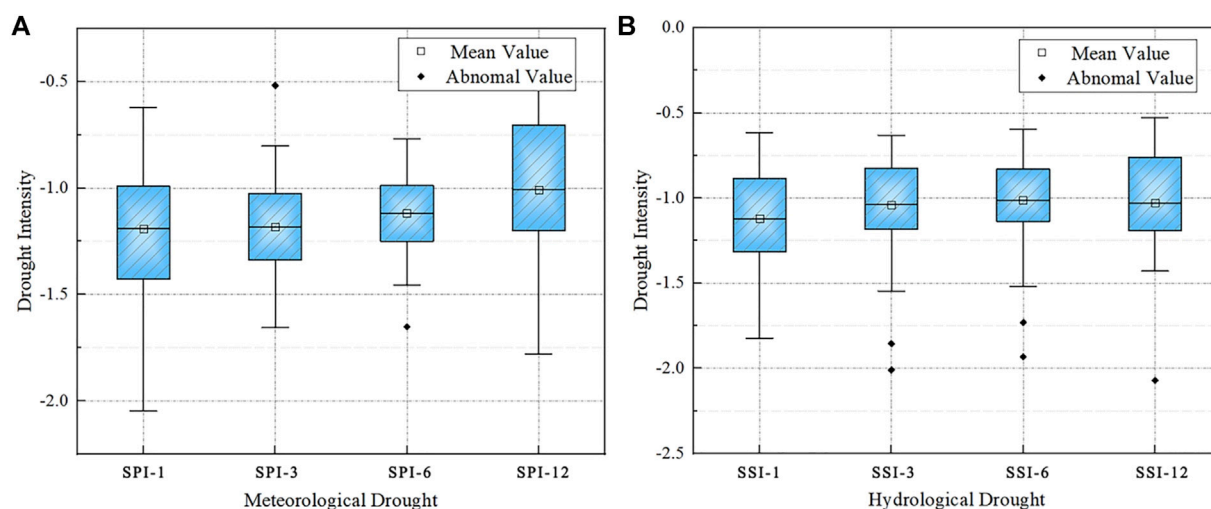 A
Mean Value
Abnomal Value
-0.5
-1.0
-1.5
-2.0
Drought Intensity
SPI-1
SPI-3
SPI-6
SPI-12
Meteorological Drought
B
Mean Value
Abnomal Value
0.0
-0.5
-1.0
-1.5
-2.0
-2.5
Drought Intensity
SSI-1
SSI-3
SSI-6
SSI-12
Hydrological Drought